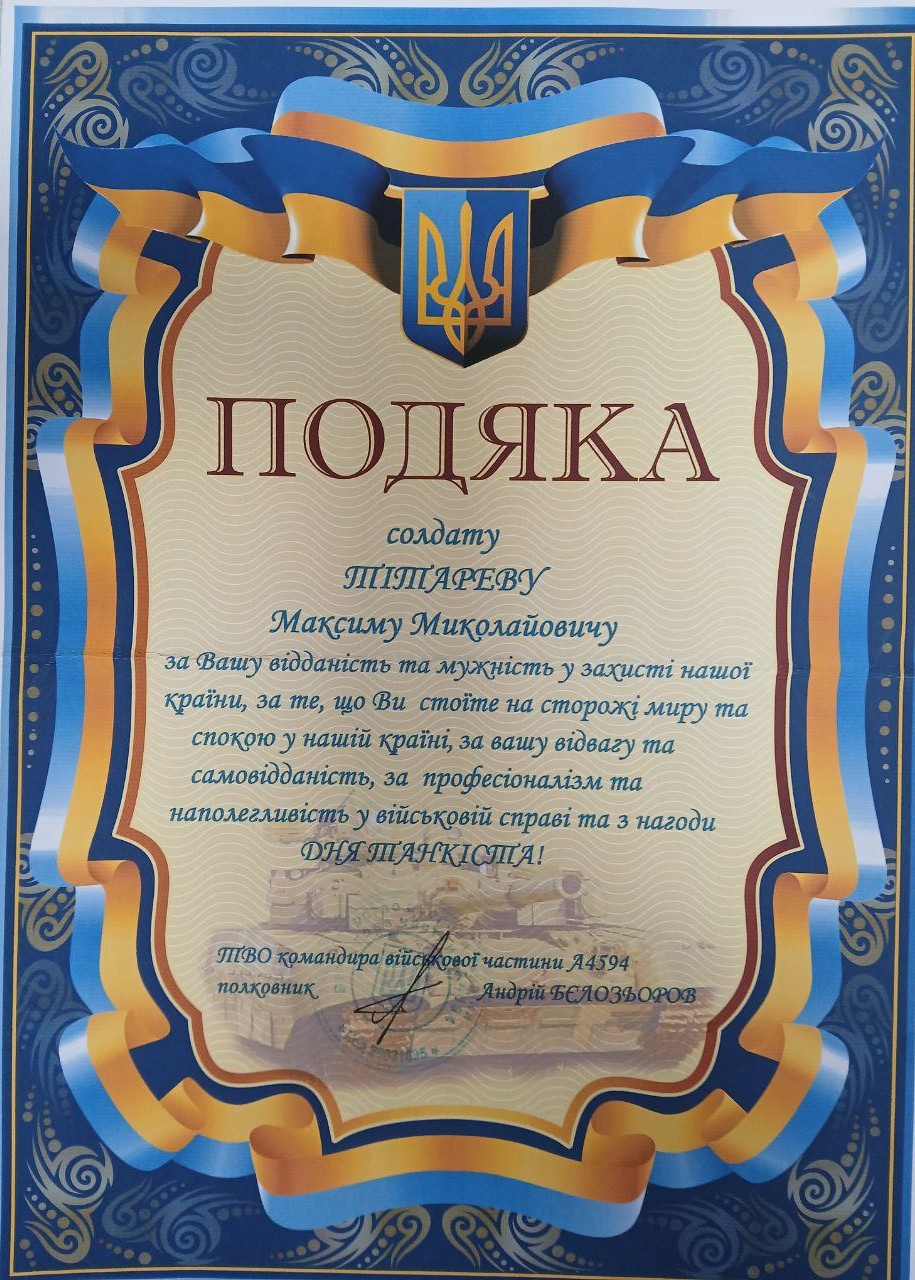 ПОДЯКА
солдату
ТІТАРЕВУ
Максиму Миколайовичу
за Вашу відданість та мужність у захисті нашої
країни, за те, що Ви стоїте на сторожі миру та
спокою у нашій країні, за вашу відвагу та
самовідданість, за професіоналізм та
наполегливість у військовій справі та з нагоди
ДНЯ ТАНКІСТА!
ТВО командира військової частини А4594
полковник Андрій БЄЛОЗЬОРОВ